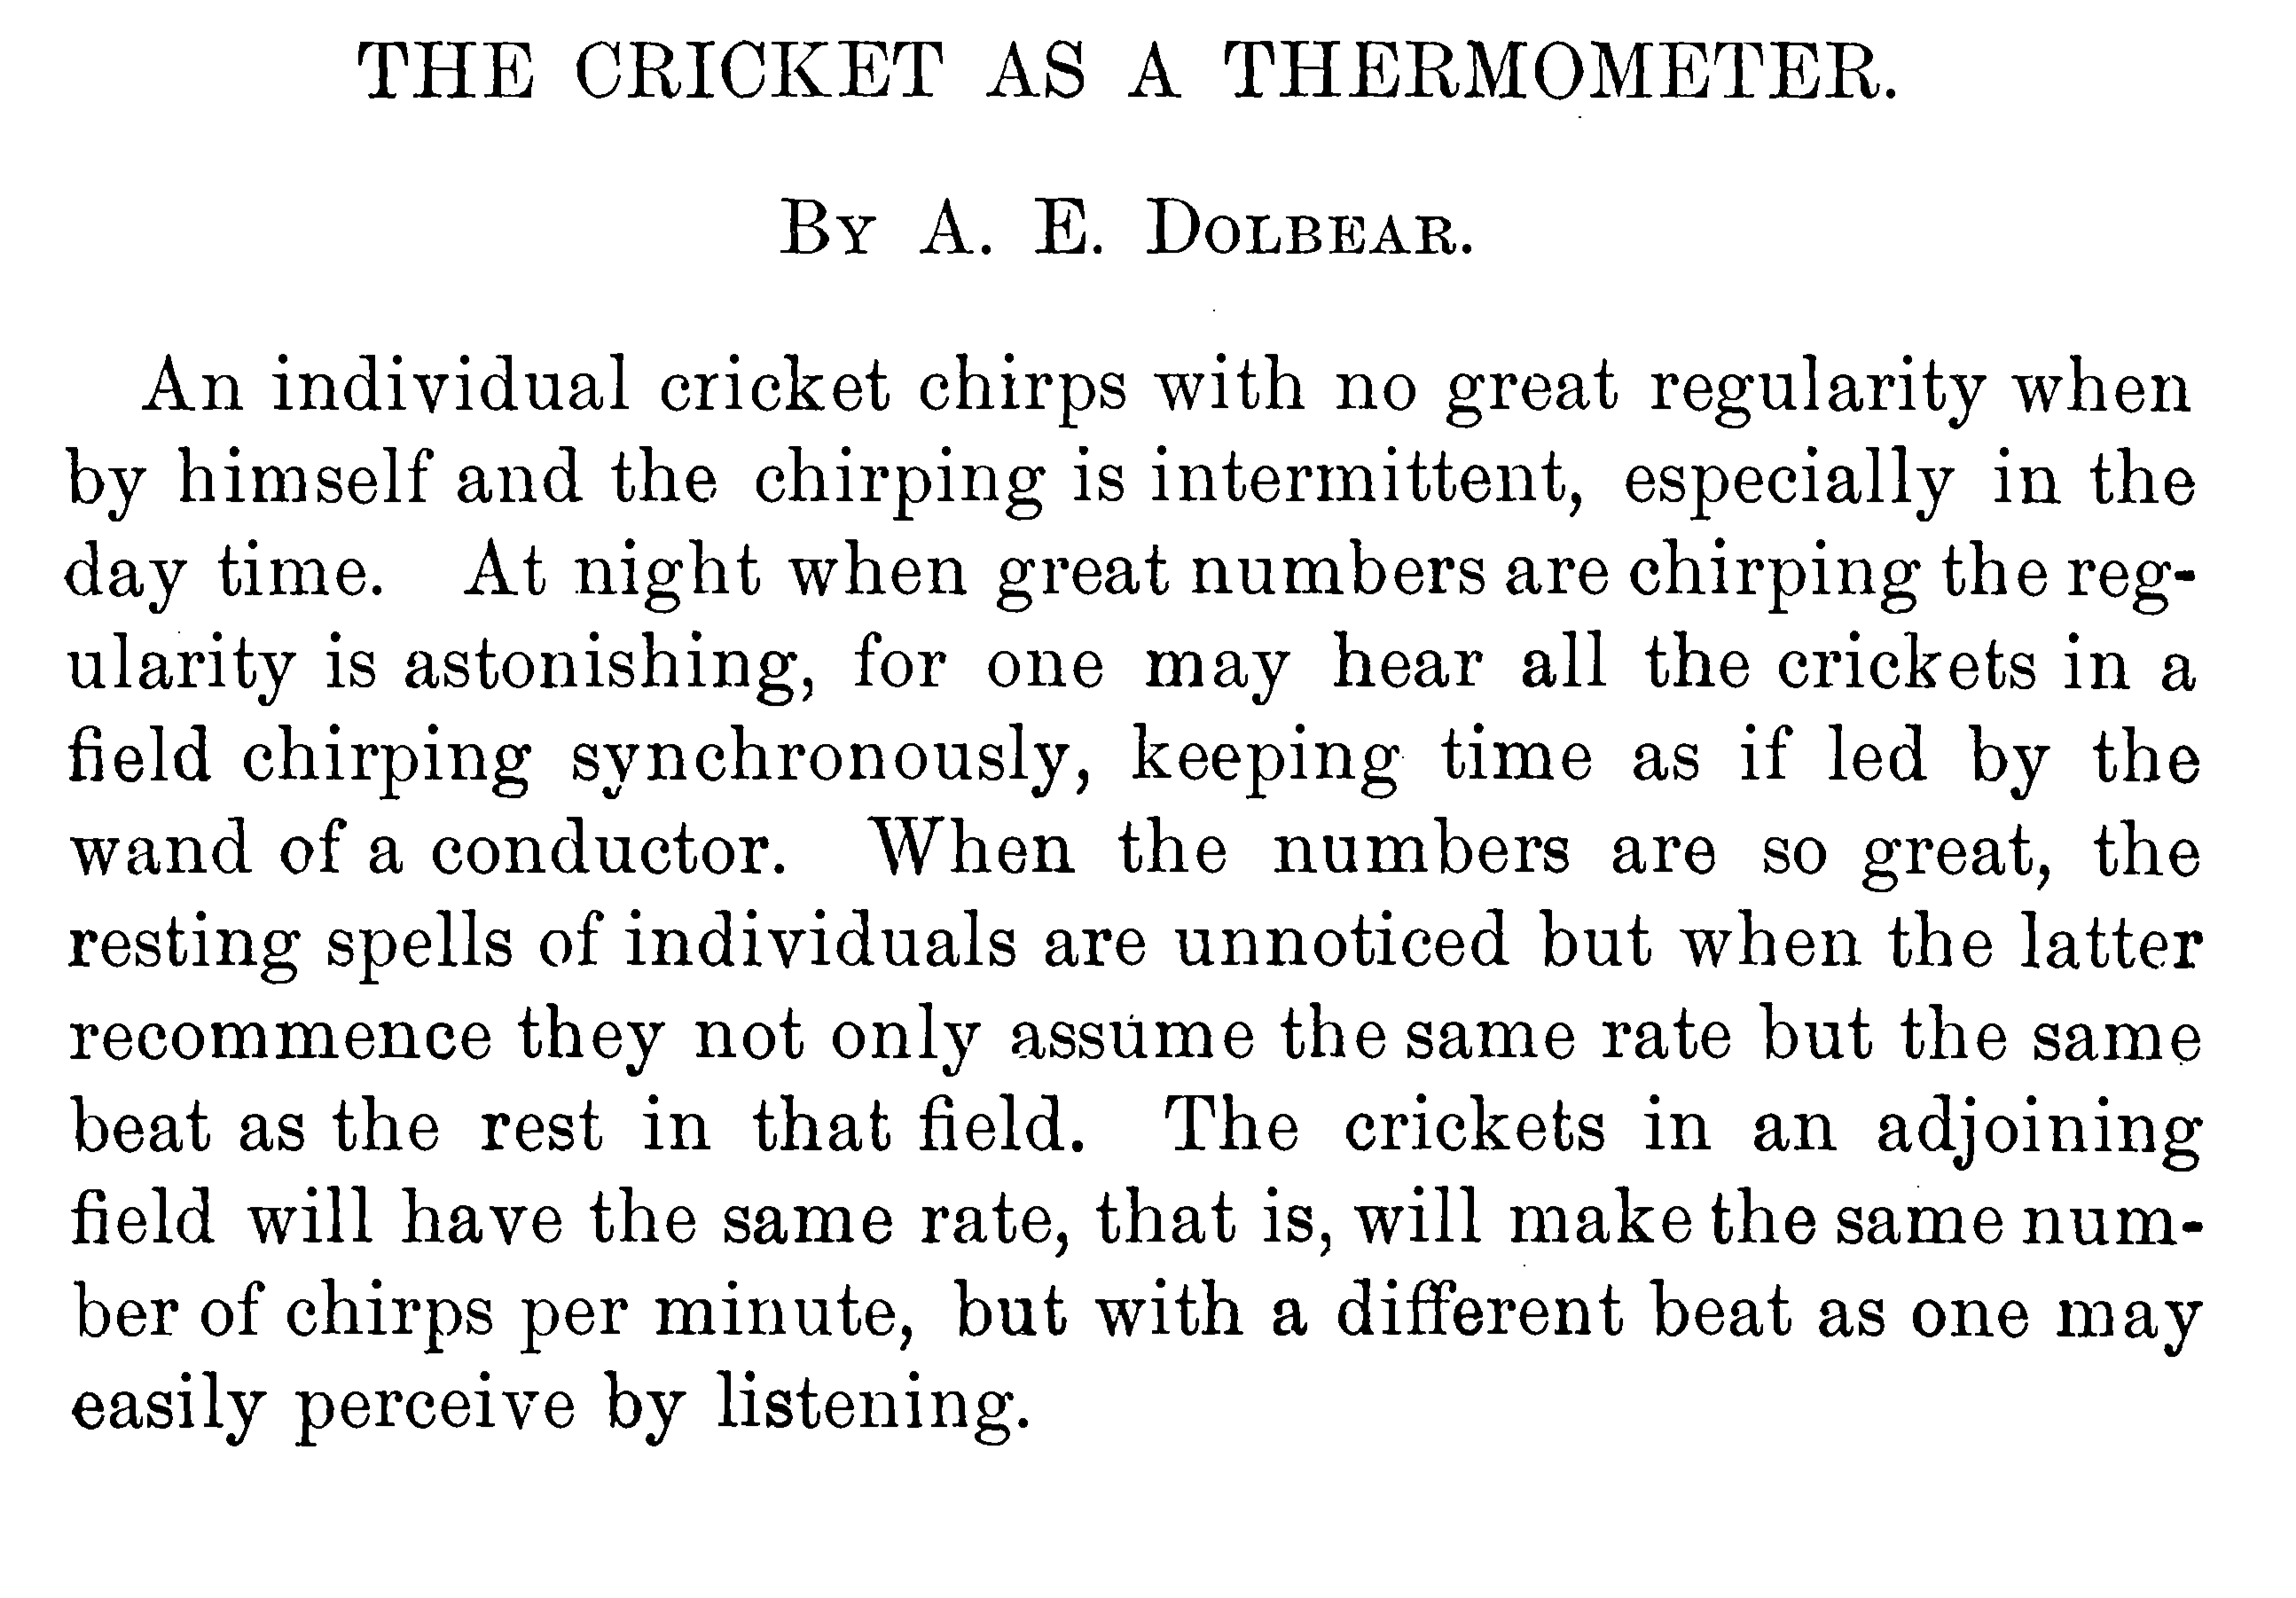 THE CRICKET AS A THERMOMETER.
By A. E. Dolbear.
An individual cricket chirps with no great regularity when
by himself and the chirping is intermittent, especially in the
day time. At night when great numbers are chirping the reg-
ularity is astonishing, for one may hear all the crickets in a
field chirping synchronously, keeping time as if led by the
wand of a conductor. When the numbers are so great, the
resting spells of individuals are unnoticed but when the latter
recommence they not only assume the same rate but the same
beat as the rest in that field. The crickets in an adjoining
field will have the same rate, that is, will make the same num-
ber of chirps per minute, but with a different beat as one may
easily perceive by listening.